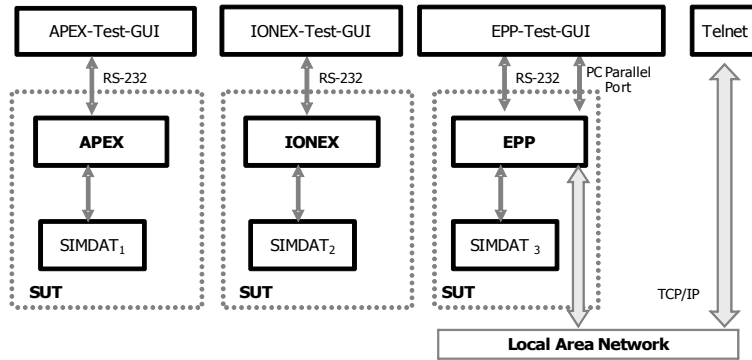 APEX-Test-GUI
IONEX-Test-GUI
EPP-Test-GUI
Telnet
RS-232
RS-232
RS-232
PC Parallel
Port
APEX
IONEX
EPP
SIMDAT1
SIMDAT2
SIMDAT 3
SUT
SUT
SUT
TCP/IP
Local Area Network